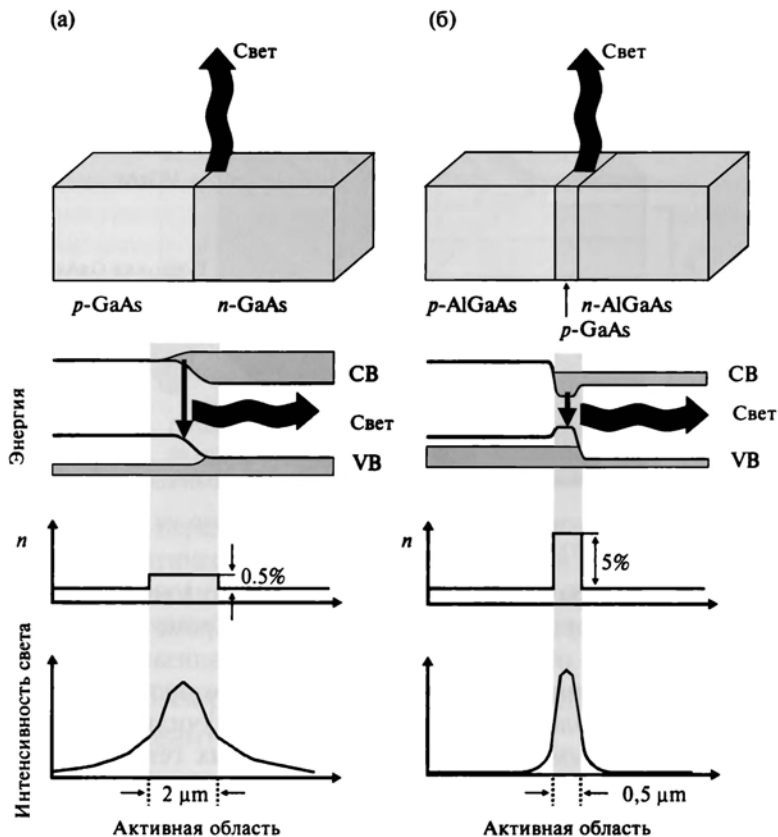 (а)
Свет
p-GaAs
n-GaAs
Энергия
CB
Свет
VB
n
0.5%
Интенсивность света
2 µm
Активная область
(б)
Свет
p-AlGaAs
n-AlGaAs
p-GaAs
CB
Свет
VB
n
5%
0,5 µm
Активная область